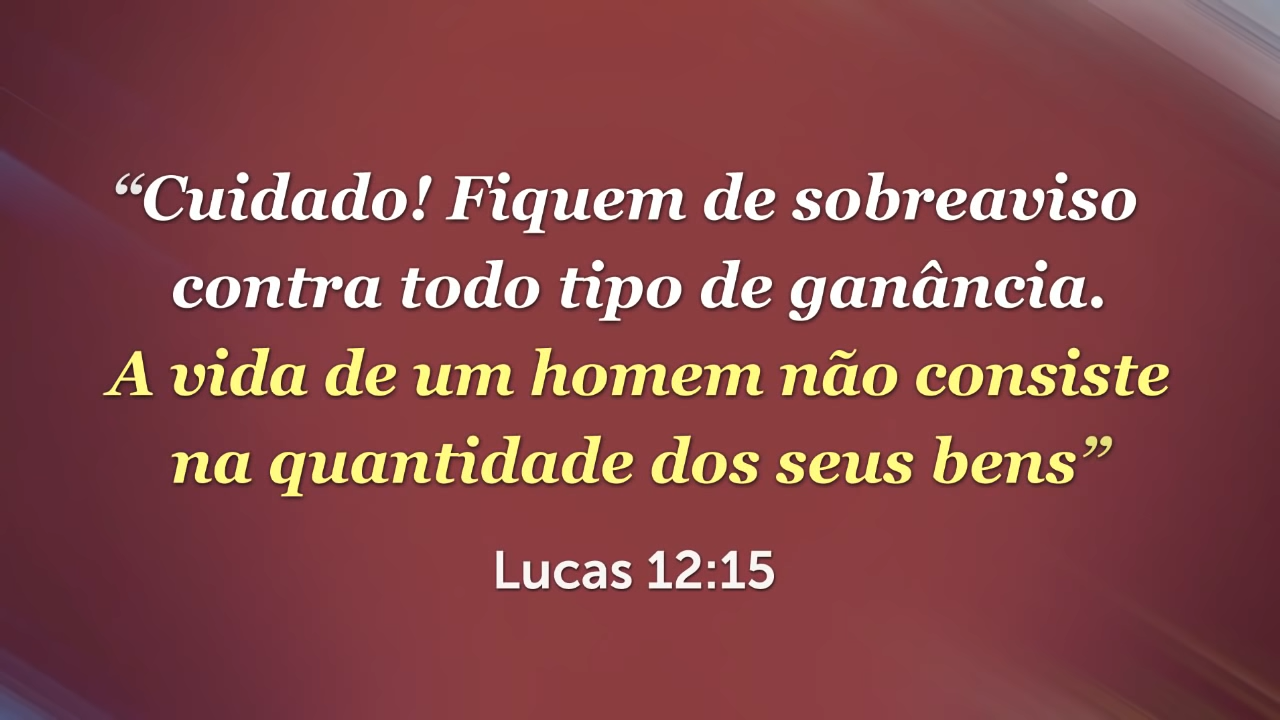 “Cuidado! Fiquem de sobreaviso
contra todo tipo de ganância.
A vida de um homem não consiste
na quantidade dos seus bens”
Lucas 12:15